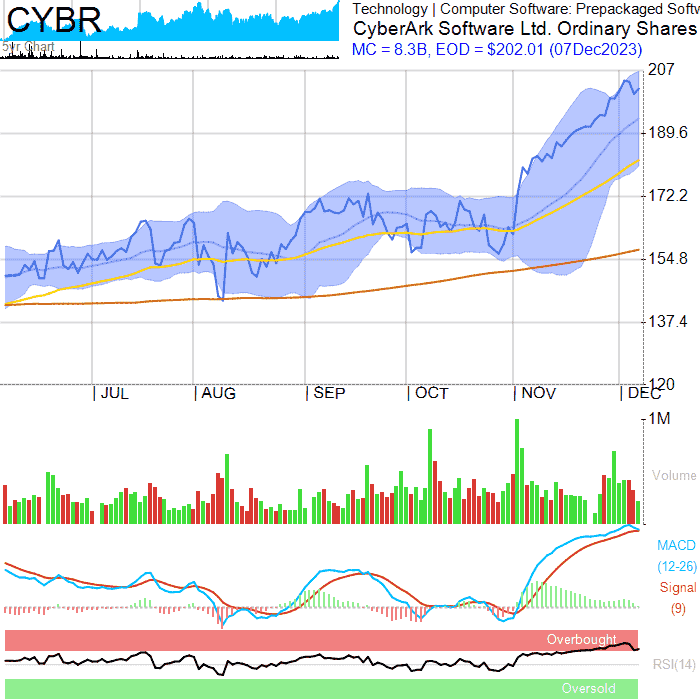 CYBR
5yr Chart
Technology | Computer Software: Prepackaged Softw
CyberArk Software Ltd. Ordinary Shares
MC = 8.3B, EOD = $202.01 (07Dec2023)
207
189.6
172.2
154.8
137.4
120
JUL AUG SEP OCT NOV DEC
1M
Volume
MACD
(12-26)
Signal
(9)
Overbought
RSI(14)
Oversold